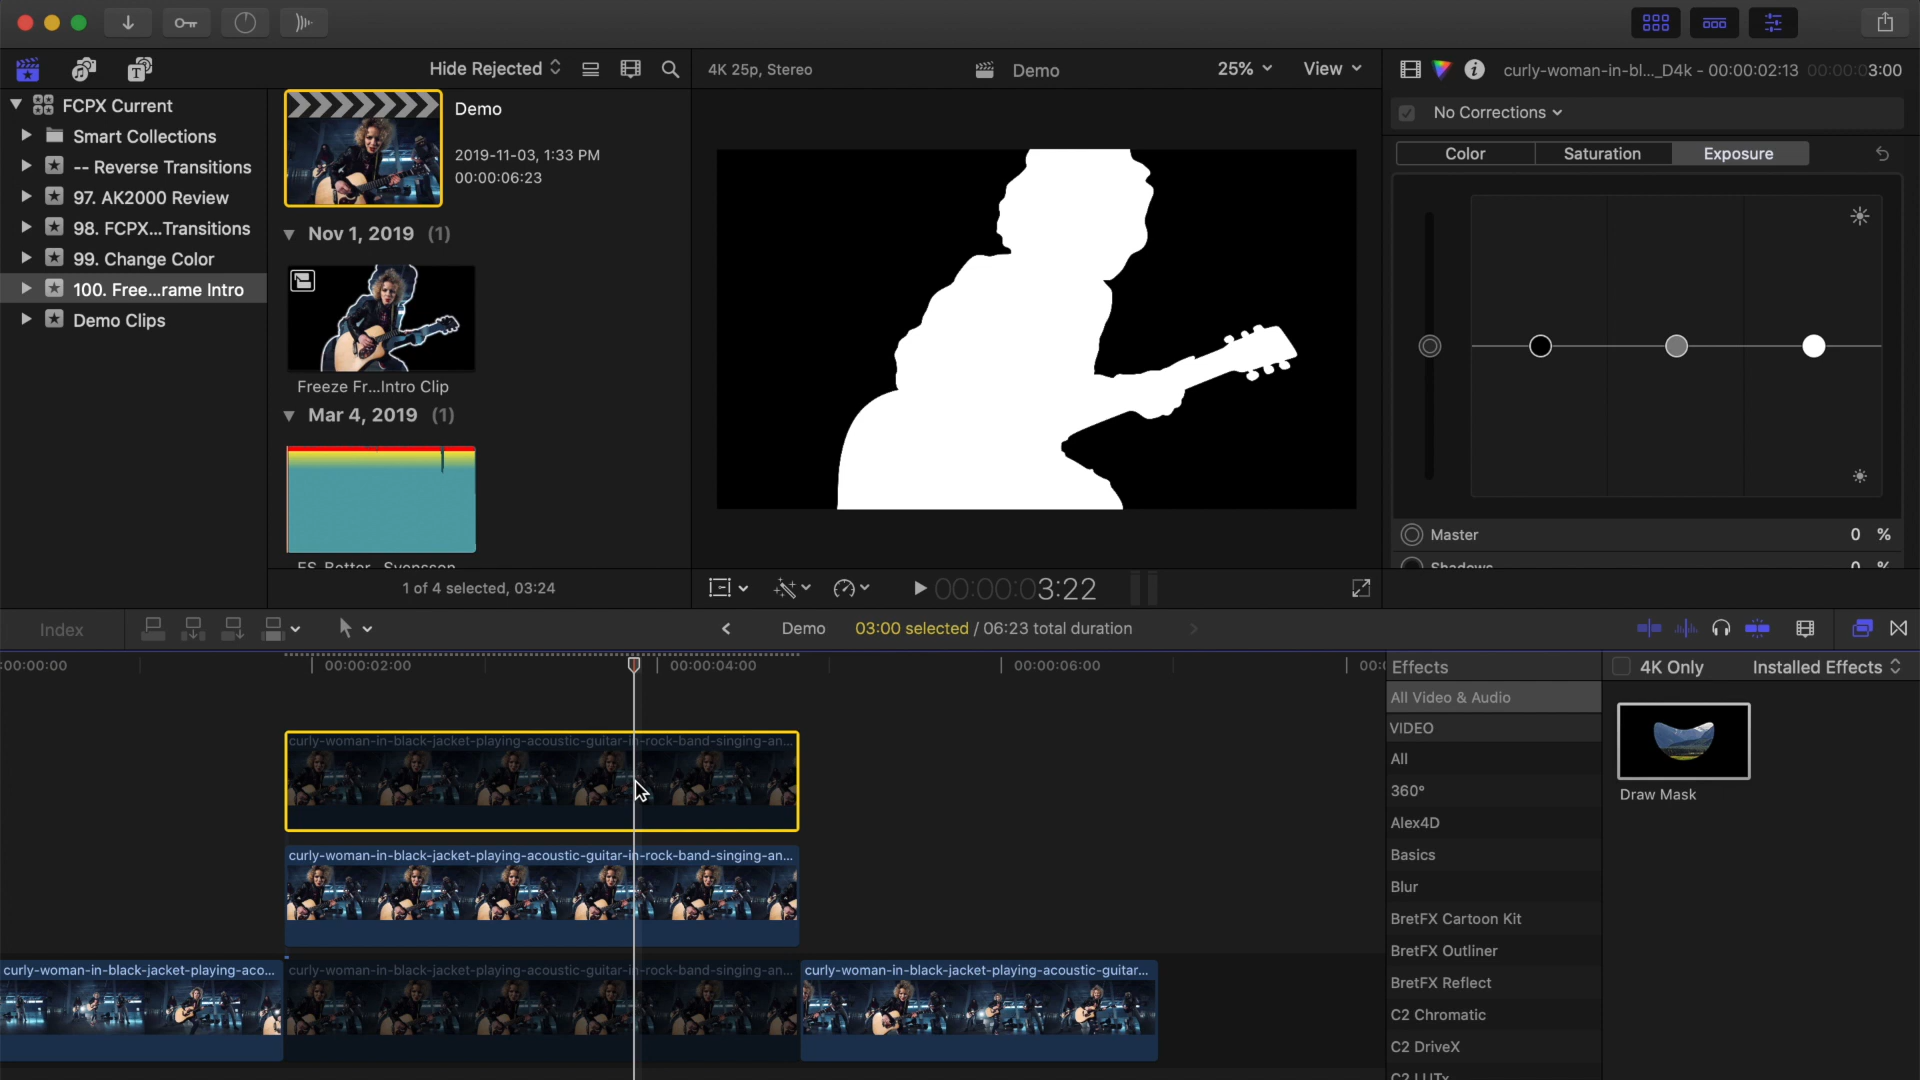 Hide Rejected
4K 25p, Stereo
Demo
25%
View
curly-woman-in-bl..._D4k - 00:00:02:13
00:00:03:00
FCPX Current
Smart Collections
-- Reverse Transitions
97. AK2000 Review
98. FCPX...Transitions
99. Change Color
100. Free...rame Intro
Demo Clips
Demo
2019-11-03, 1:33 PM
00:00:06:23
Nov 1, 2019 (1)
Freeze Fr...Intro Clip
Mar 4, 2019 (1)
1 of 4 selected, 03:24
No Corrections
Color
Saturation
Exposure
Master
0 %
Shadows
0 %
00:00:03:22
Index
Demo
03:00 selected / 06:23 total duration
:00:00:00
00:00:02:00
00:00:04:00
00:00:06:00
00:0
curly-woman-in-black-jacket-playing-acoustic-guitar-in-rock-band-singing-an...
curly-woman-in-black-jacket-playing-acoustic-guitar-in-rock-band-singing-an...
curly-woman-in-black-jacket-playing-aco...
curly-woman-in-black-jacket-playing-acoustic-guitar-in-rock-band-singing-an...
curly-woman-in-black-jacket-playing-acoustic-guitar...
Effects
4K Only
Installed Effects
All Video & Audio
VIDEO
All
360°
Alex4D
Basics
Blur
BretFX Cartoon Kit
BretFX Outliner
BretFX Reflect
C2 Chromatic
C2 DriveX
Draw Mask